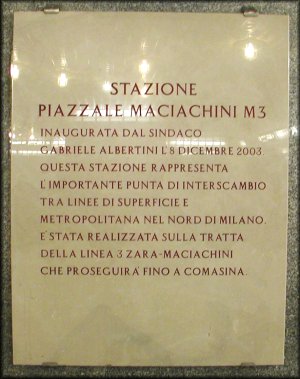 STAZIONE
PIAZZALE MACIACHINI M3
INAUGURATA DAL SINDACO
GABRIELE ALBERTINI L'8 DICEMBRE 2003.
QUESTA STAZIONE RAPPRESENTA
L'IMPORTANTE PUNTA DI INTERSCAMBIO
TRA LINEE DI SUPERFICIE E
METROPOLITANA NEL NORD DI MILANO.
E' STATA REALIZZATA SULLA TRATTA
DELLA LINEA 3 ZARA-MACIACHINI
CHE PROSEGUIRA' FINO A COMASINA.